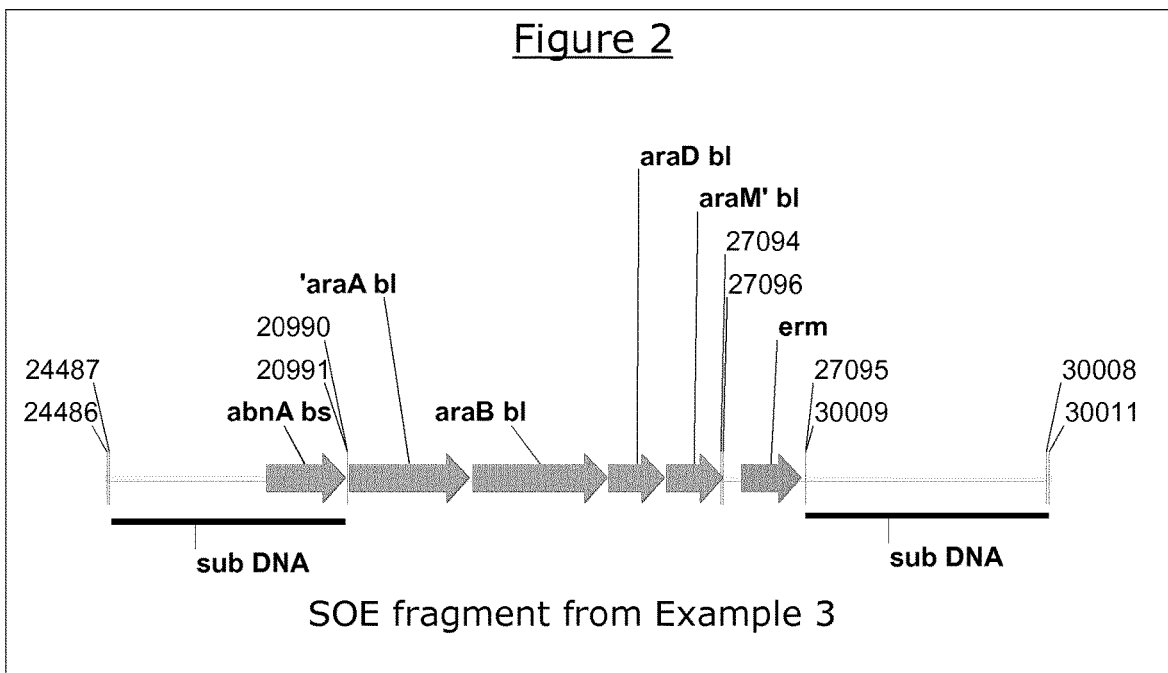 Figure 2
araD bl
araM' bl
27094
27096
'araA bl
erm
20990
20991
24487
24486
abnA bs
araB bl
27095
30009
30008
30011
sub DNA
sub DNA
SOE fragment from Example 3